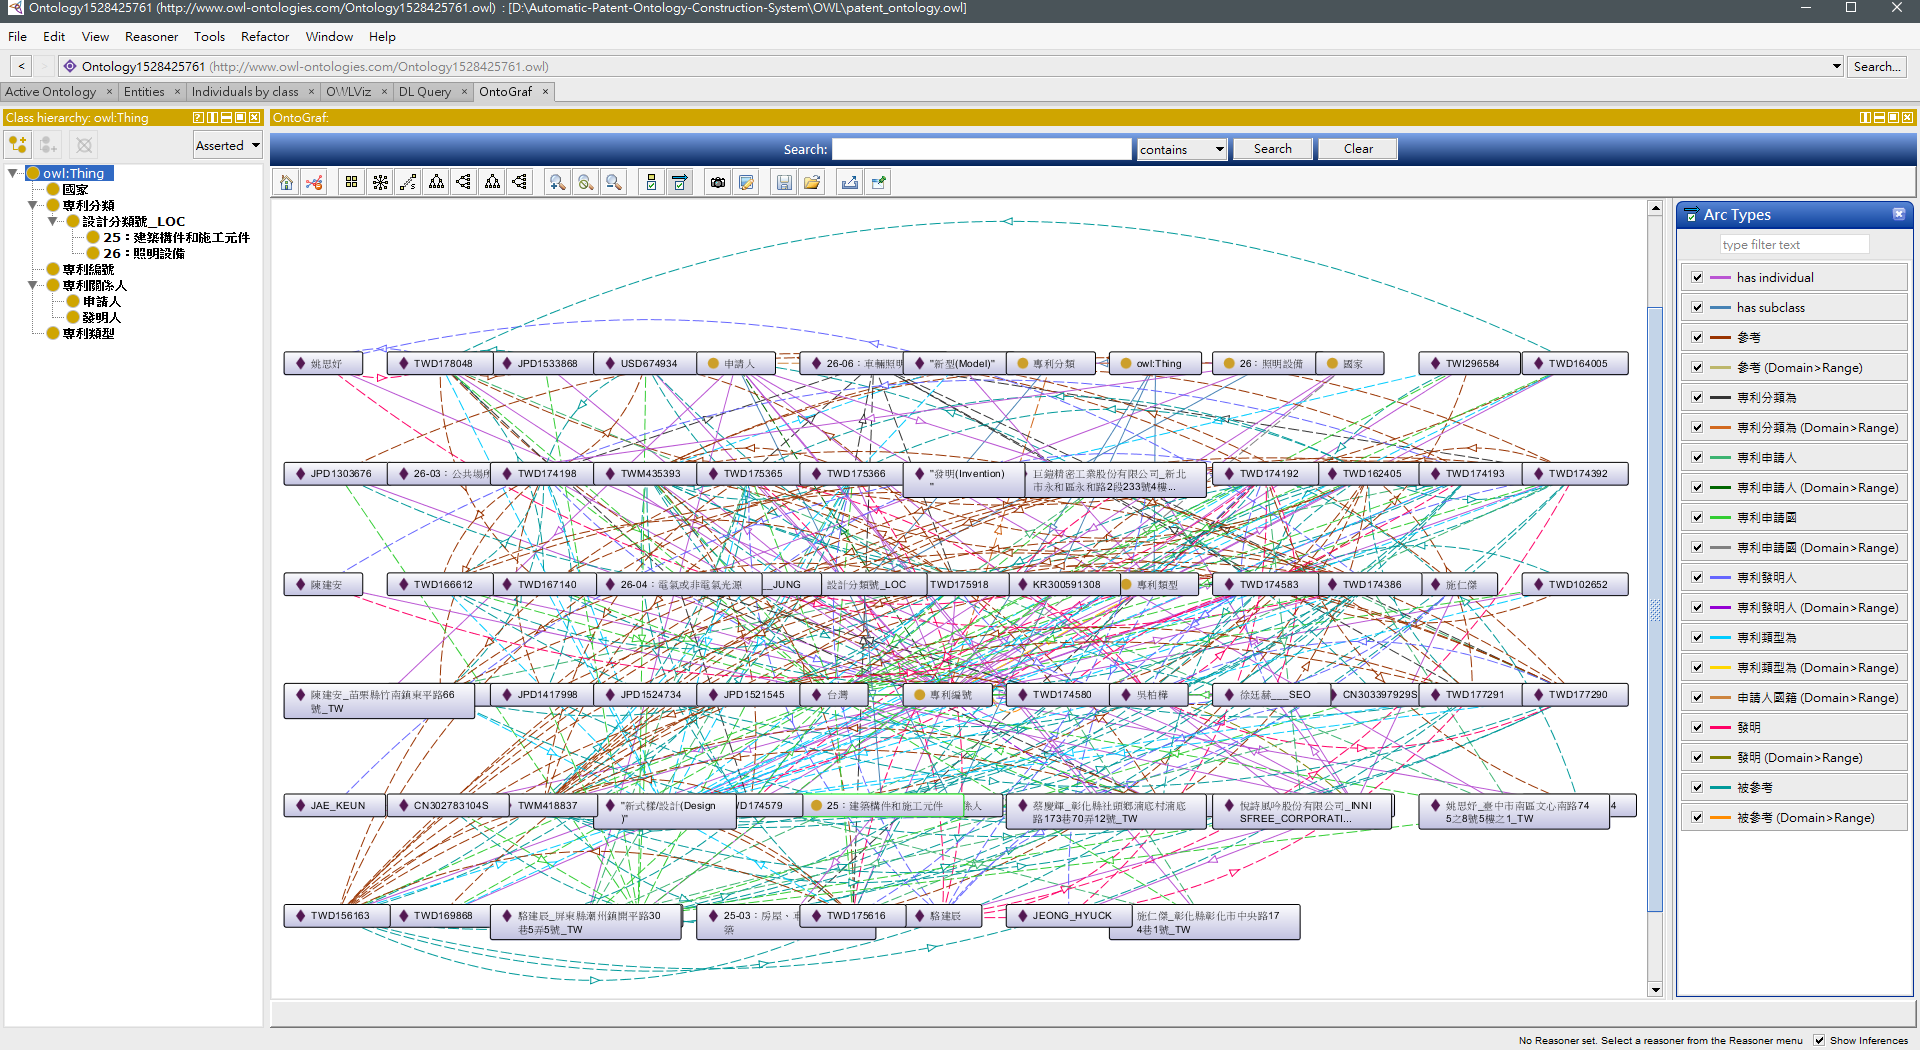 Ontology1528425761 (http://www.owl-ontologies.com/Ontology1528425761.owl) : [D:\Automatic-Patent-Ontology-Construction-System\OWL\patent_ontology.owl]
File Edit View Reasoner Tools Refactor Window Help
< > Ontology1528425761 (http://www.owl-ontologies.com/Ontology1528425761.owl) Search...
Active Ontology × Entities × Individuals by class × OWLViz × DL Query × OntoGraf ×
Class hierarchy: owl:Thing
Asserted
owl:Thing
國家
專利分類
設計分類號_LOC
25：建築構件和施工元件
26：照明設備
專利編號
專利關係人
申請人
發明人
專利類型
OntoGraf:
Search: contains Search Clear
姚思妤 TWD178048 JPD1533868 USD674934 申請人 26-06：車輛照明 "新型(Model)" 專利分類 owl:Thing 26：照明設備 國家 TWI296584 TWD164005
JPD1303676 26-03：公共場所 TWD174198 TWM435393 TWD175365 TWD175366 "發明(Invention)
" 巨鎧精密工業股份有限公司_新北
市永和區永和路2段233號4樓... TWD174192 TWD162405 TWD174193 TWD174392
陳建安 TWD166612 TWD167140 26-04：電氣或非電氣光源 __JUNG 設計分類號_LOC TWD175918 KR300591308 專利類型 TWD174583 TWD174386 施仁傑 TWD102652
陳建安_苗栗縣竹南鎮東平路66
號_TW JPD1417998 JPD1524734 JPD1521545 台灣 專利編號 TWD174580 吳柏樺 徐廷赫___SEO CN303397929S TWD177291 TWD177290
JAE_KEUN CN302783104S TWM418837 "新式樣/設計(Design
)" /D174579 25：建築構件和施工元件 係人 蔡慶輝_彰化縣社頭鄉湳底村湳底
路173巷70弄12號_TW 悅詩風吟股份有限公司_INNI
SFREE_CORPORATI... 姚思妤_臺中市南區文心南路74
5之8號5樓之1_TW 4
TWD156163 TWD169868 駱建辰_屏東縣潮州鎮開平路30
巷5弄5號_TW 25-03：房屋、車
築 TWD175616 駱建辰 JEONG_HYUCK 施仁傑_彰化縣彰化市中央路17
4巷1號_TW
Arc Types
type filter text
has individual
has subclass
參考
參考 (Domain>Range)
專利分類為
專利分類為 (Domain>Range)
專利申請人
專利申請人 (Domain>Range)
專利申請國
專利申請國 (Domain>Range)
專利發明人
專利發明人 (Domain>Range)
專利類型為
專利類型為 (Domain>Range)
申請人國籍 (Domain>Range)
發明
發明 (Domain>Range)
被參考
被參考 (Domain>Range)
No Reasoner set. Select a reasoner from the Reasoner menu Show Inferences